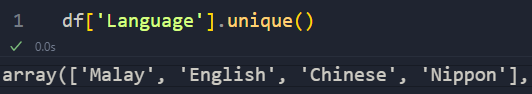 1 df['Language'].unique()
0.0s
array(['Malay', 'English', 'Chinese', 'Nippon'],